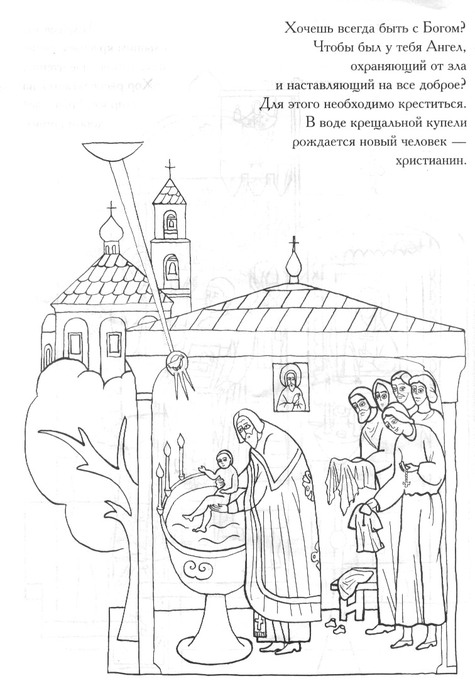 Хочешь всегда быть с Богом?
Чтобы был у тебя Ангел,
охраняющий от зла
и наставляющий на все доброе?
Для этого необходимо креститься.
В воде крещальной купели
рождается новый человек —
христианин.